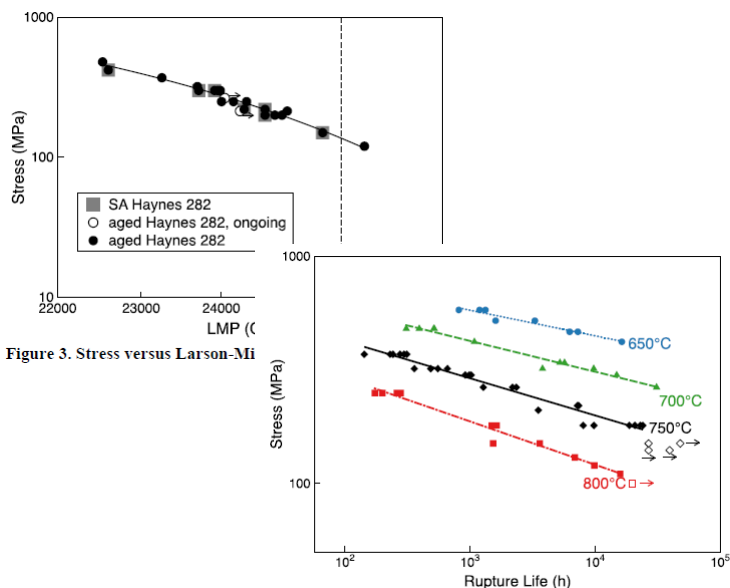 1000
Stress (MPa)
100
SA Haynes 282
aged Haynes 282, ongoing
aged Haynes 282
10
22000 23000 24000
LMP (
Figure 3. Stress versus Larson-Mi
1000
Stress (MPa)
650°C
700°C
750°C
100
800°C
10² 10³ 10⁴ 10⁵
Rupture Life (h)